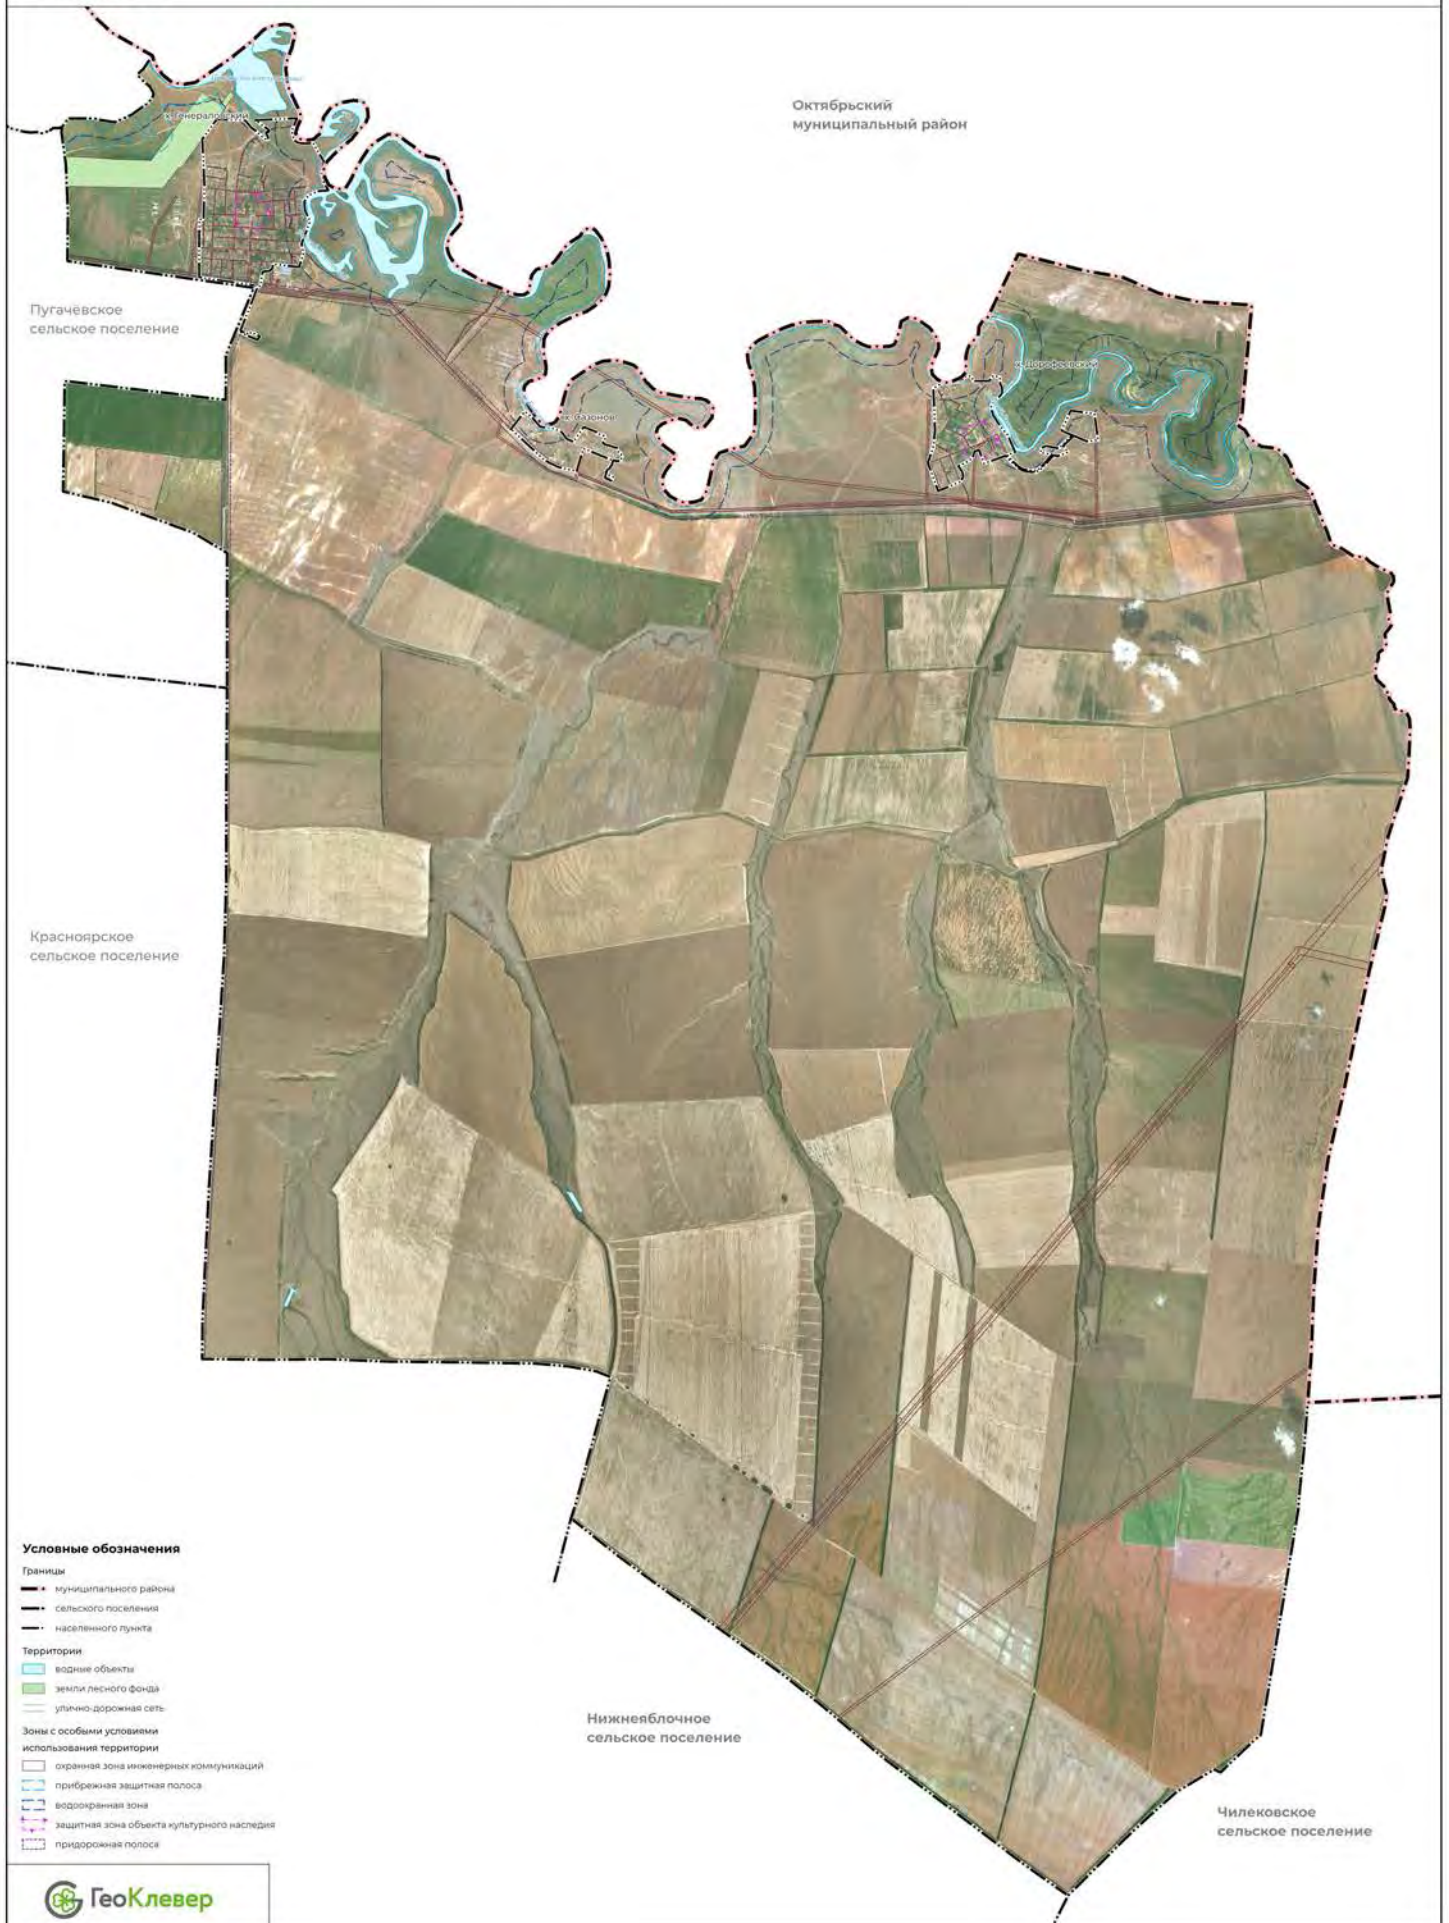 Октябрьский
муниципальный район
х. Генераловский
Пугачёвское
сельское поселение
х. Дорофеевский
х. Нязонов
Красноярское
сельское поселение
Условные обозначения
Границы
муниципального района
сельского поселения
населенного пункта
Территории
водные объекты
земли лесного фонда
улично-дорожная сеть
Зоны с особыми условиями
использования территории
охранная зона инженерных коммуникаций
прибрежная защитная полоса
водоохранная зона
защитная зона объекта культурного наследия
придорожная полоса
Нижнеяблочное
сельское поселение
Чилековское
сельское поселение
ГеоКлевер